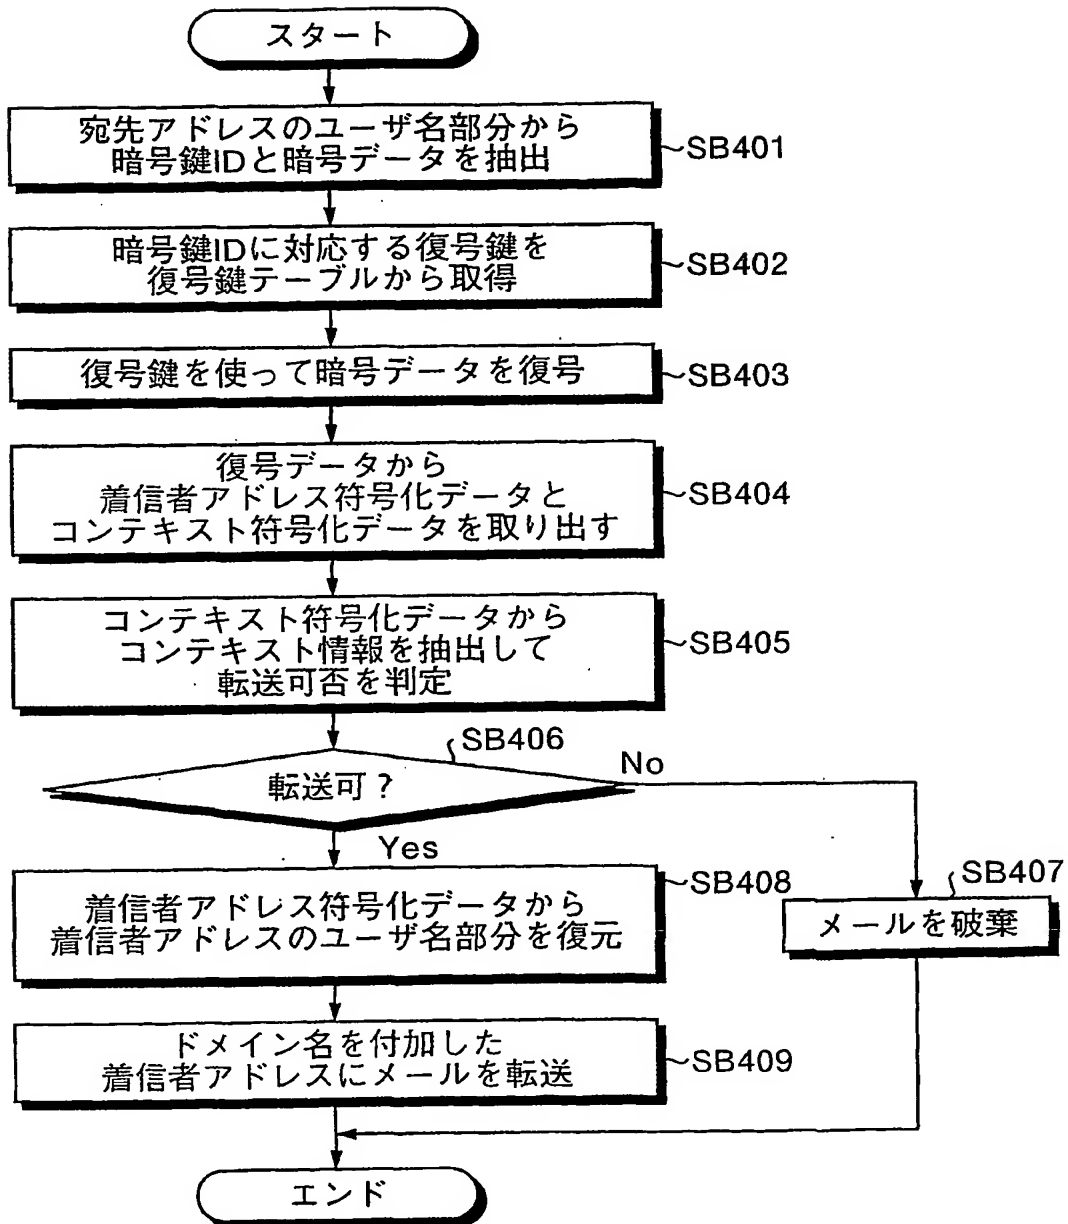 スタート
宛先アドレスのユーザ名部分から
暗号鍵IDと暗号データを抽出
SB401
暗号鍵IDに対応する復号鍵を
復号鍵テーブルから取得
SB402
復号鍵を使って暗号データを復号
SB403
復号データから
着信者アドレス符号化データと
コンテキスト符号化データを取り出す
SB404
コンテキスト符号化データから
コンテキスト情報を抽出して
転送可否を判定
SB405
SB406
転送可?
No
Yes
SB407
メールを破棄
SB408
着信者アドレス符号化データから
着信者アドレスのユーザ名部分を復元
ドメイン名を付加した
着信者アドレスにメールを転送
SB409
エンド